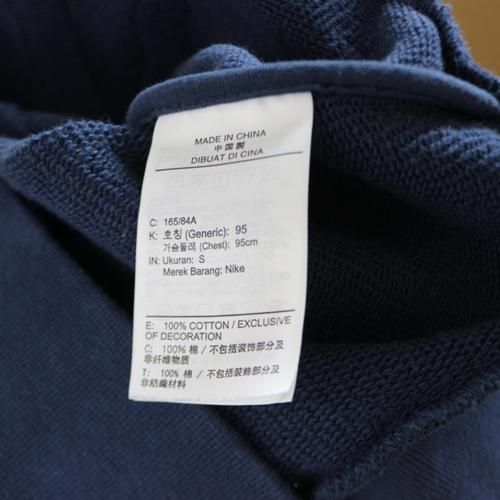 MADE IN CHINA
中国製
DIBUAT DI CINA
C: 165/84A
K: 호칭 (Generic): 95
가슴둘레 (Chest): 95cm
IN: Ukuran: S
Merek Barang: Nike
E: 100% COTTON / EXCLUSIVE
OF DECORATION
C: 100% 棉 / 不包括装饰部分及
非纤维物质
T: 100% 棉 / 不包括裝飾部分及
非紡織材料